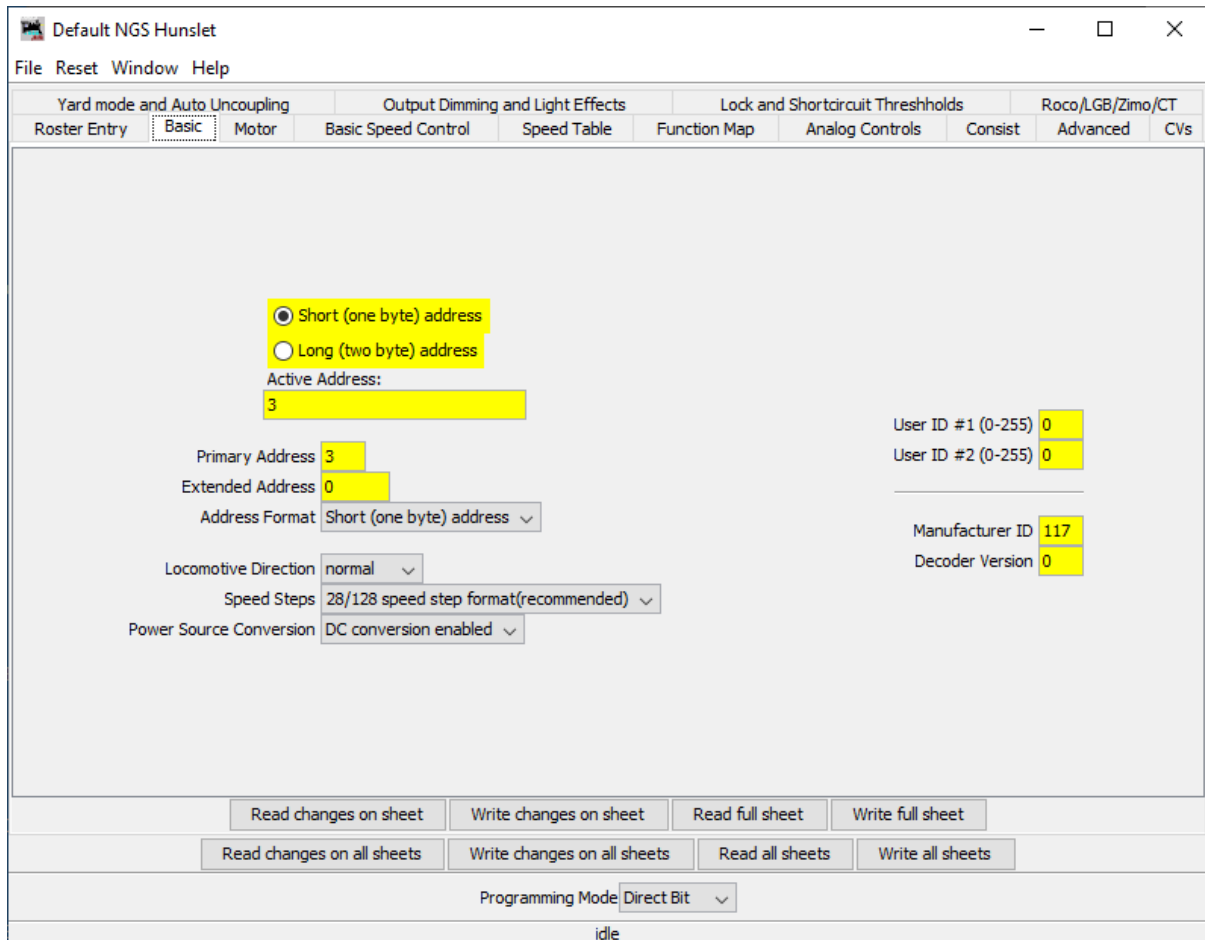 Default NGS Hunslet
File Reset Window Help
Yard mode and Auto Uncoupling Output Dimming and Light Effects Lock and Shortcircuit Threshholds Roco/LGB/Zimo/CT
Roster Entry Basic Motor Basic Speed Control Speed Table Function Map Analog Controls Consist Advanced CVs
Short (one byte) address
Long (two byte) address
Active Address:
3
Primary Address 3
Extended Address 0
Address Format Short (one byte) address
Locomotive Direction normal
Speed Steps 28/128 speed step format(recommended)
Power Source Conversion DC conversion enabled
User ID #1 (0-255) 0
User ID #2 (0-255) 0
Manufacturer ID 117
Decoder Version 0
Read changes on sheet Write changes on sheet Read full sheet Write full sheet
Read changes on all sheets Write changes on all sheets Read all sheets Write all sheets
Programming Mode Direct Bit
idle